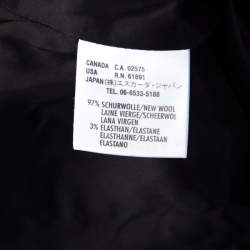 CANADA C.A. 02575
USA R.N. 61891
JAPAN(株)エスカーダ・ジャパン
TEL. 06-6533-5188
97% SCHURWOLLE/NEW WOOL
LAINE VIERGE/SCHEERWOL
LANA VIRGEN
3% ELASTHAN/ELASTANE
ELASTHANNE/ELASTAAN
ELASTANO